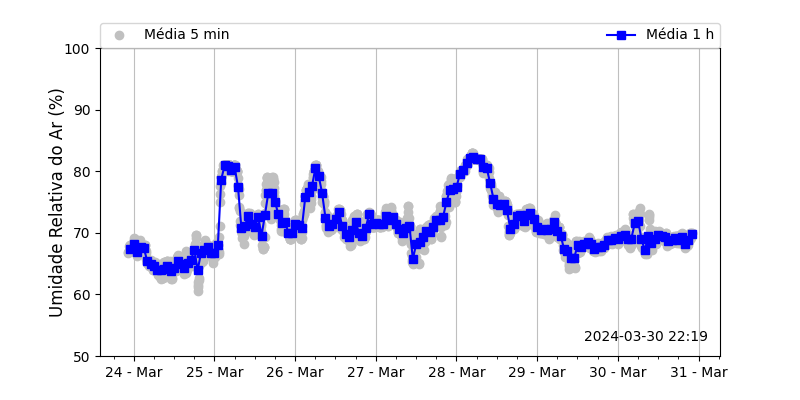 Média 5 min
Média 1 h
Umidade Relativa do Ar (%)
100
90
80
70
60
50
2024-03-30 22:19
24 - Mar
25 - Mar
26 - Mar
27 - Mar
28 - Mar
29 - Mar
30 - Mar
31 - Mar